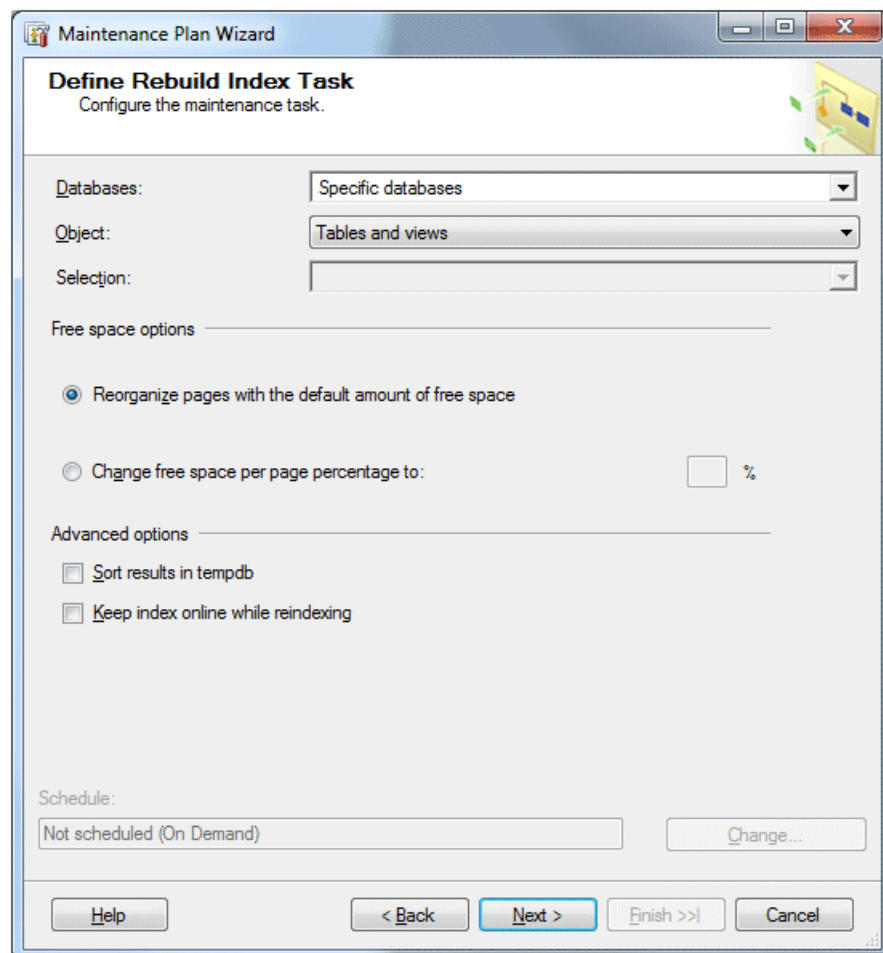 Maintenance Plan Wizard
Define Rebuild Index Task
Configure the maintenance task.
Databases: Specific databases
Object: Tables and views
Selection:
Free space options
Reorganize pages with the default amount of free space
Change free space per page percentage to: %
Advanced options
Sort results in tempdb
Keep index online while reindexing
Schedule:
Not scheduled (On Demand) Change...
Help < Back Next > Finish >>| Cancel